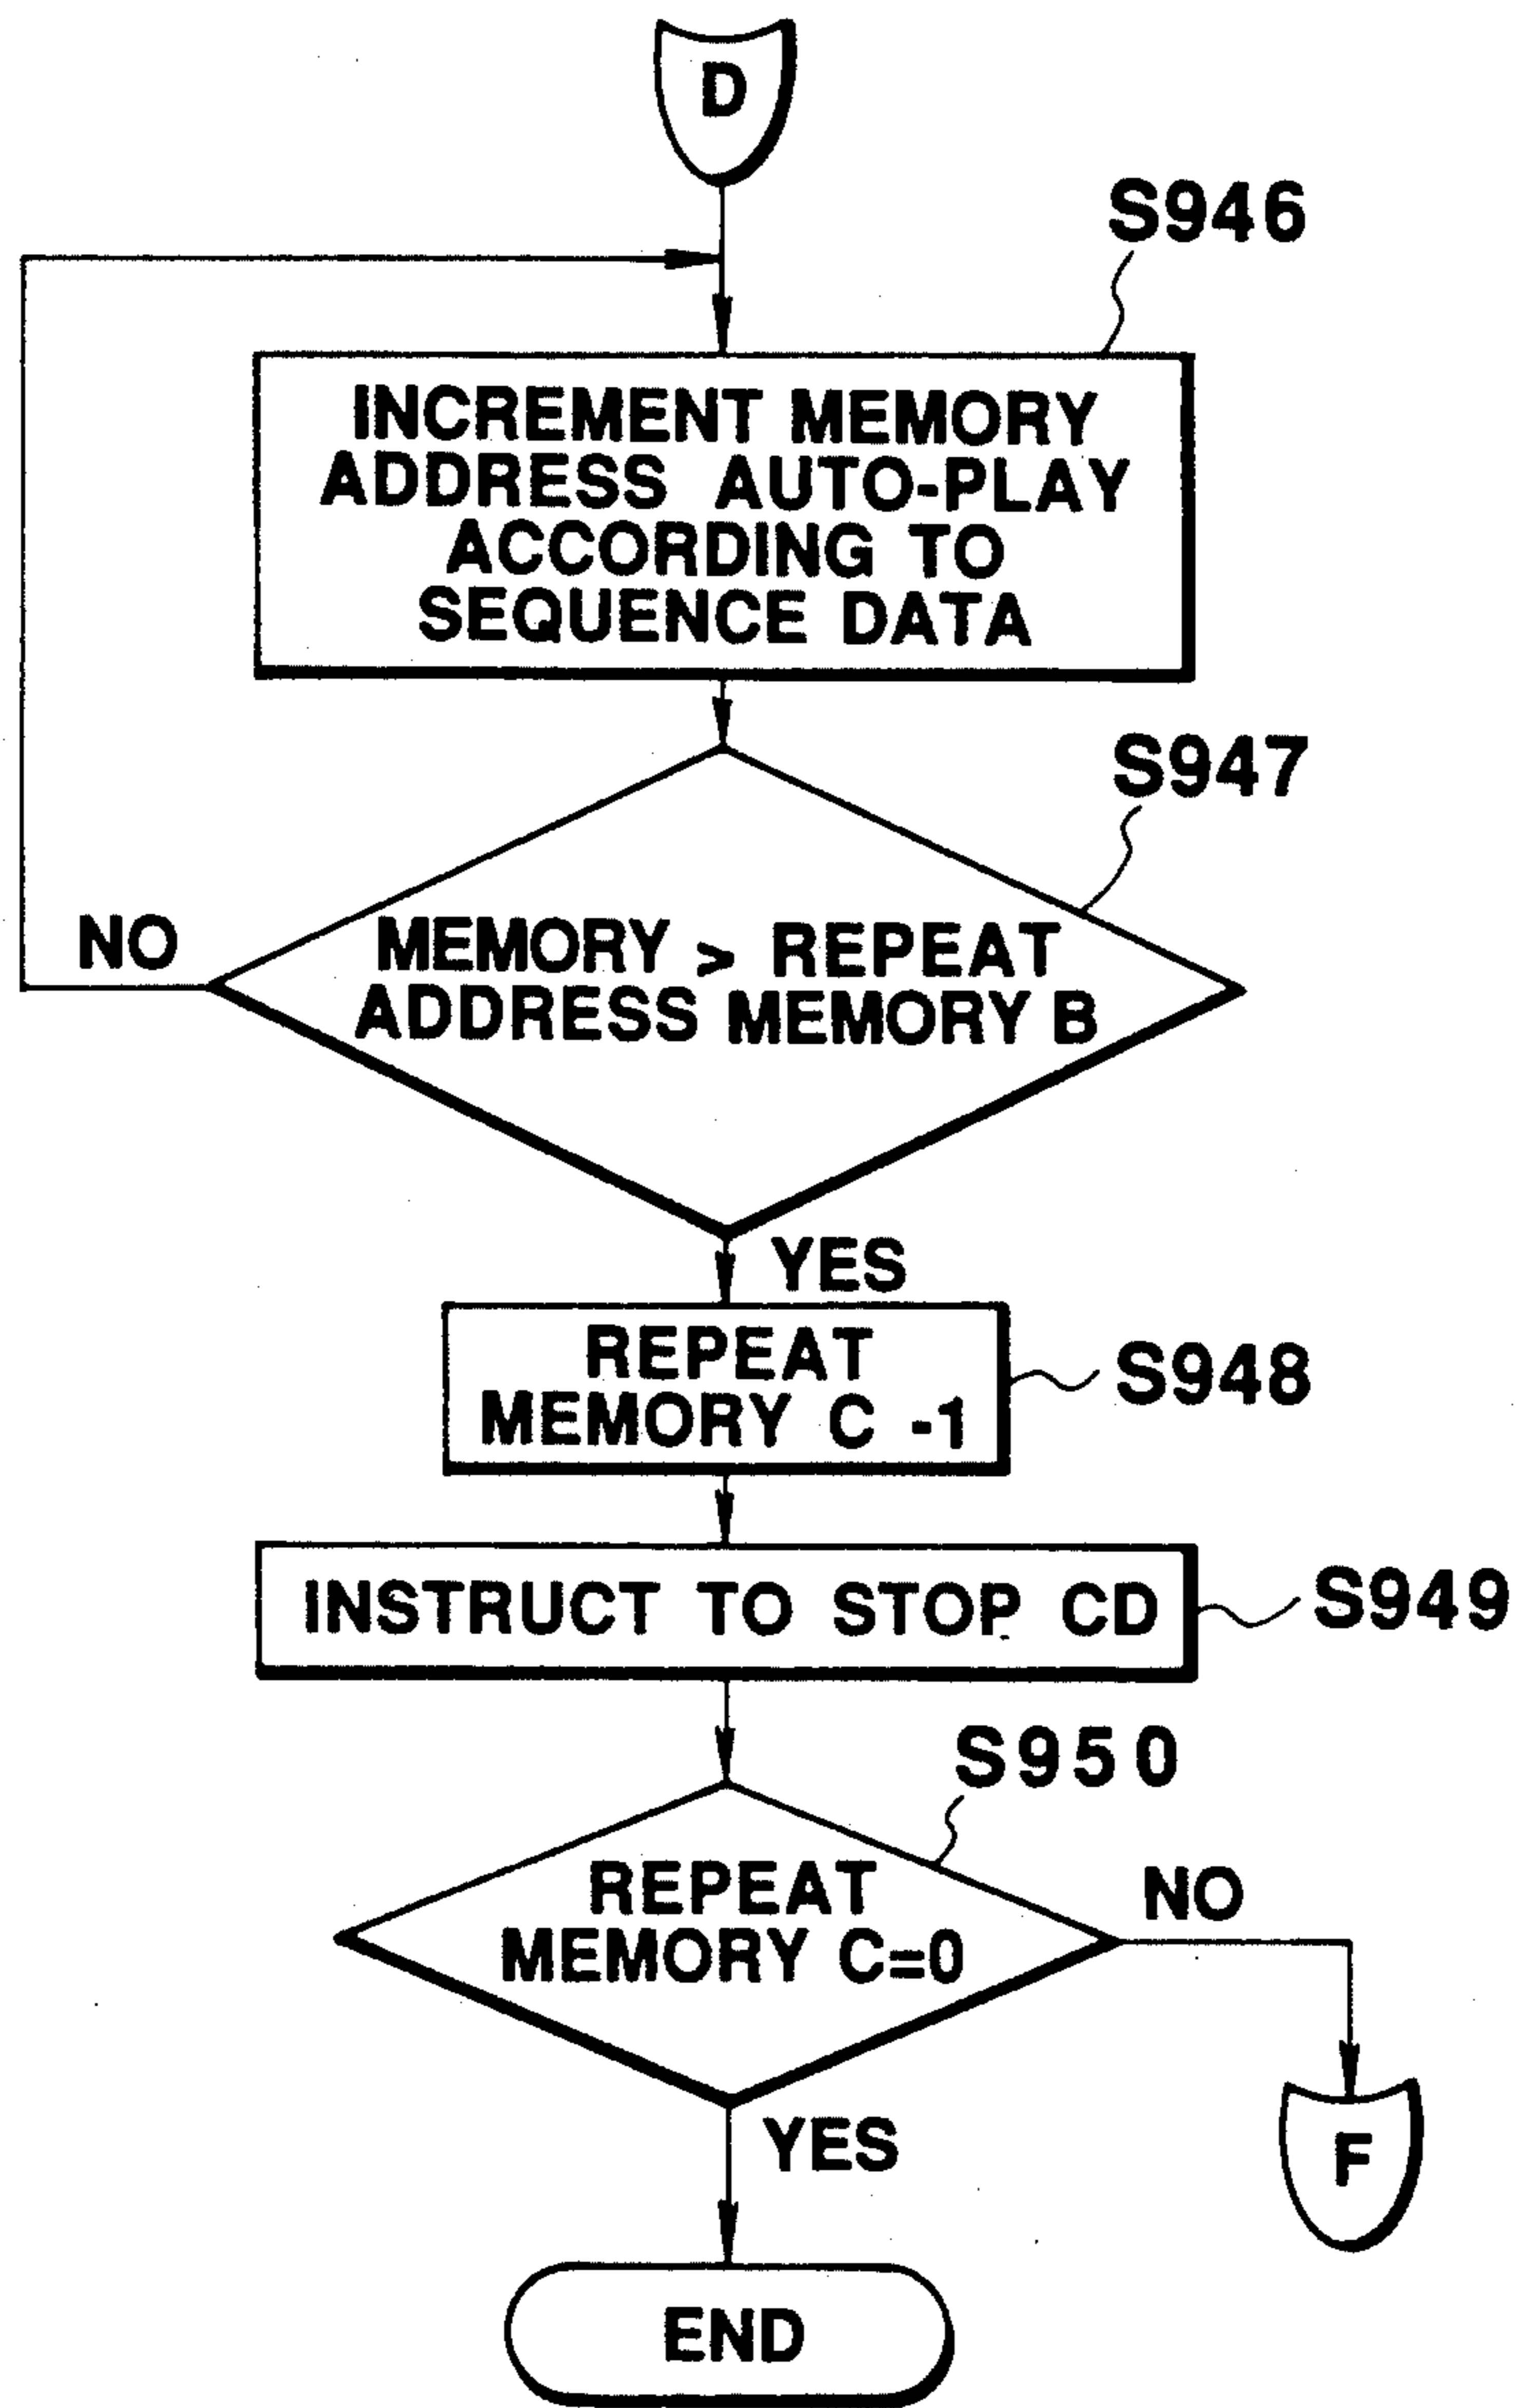 D
S946
INCREMENT MEMORY
ADDRESS AUTO-PLAY
ACCORDING TO
SEQUENCE DATA
S947
NO
MEMORY > REPEAT
ADDRESS MEMORY B
YES
REPEAT
MEMORY C -1
S948
INSTRUCT TO STOP CD
S949
S950
REPEAT
MEMORY C=0
NO
YES
F
END